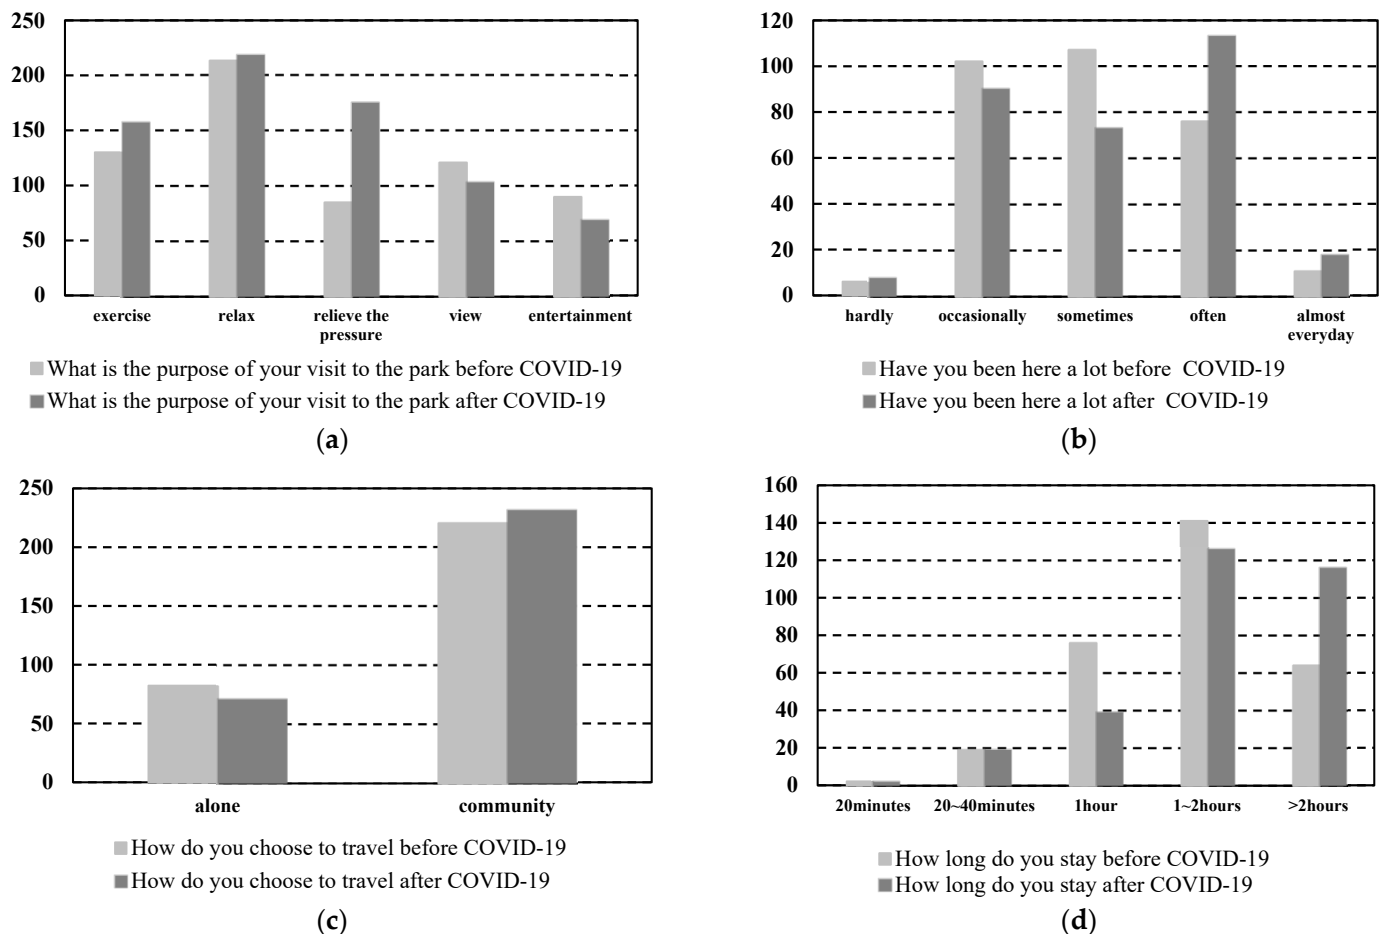 250
200
150
100
50
0
exercise relax relieve the pressure view entertainment
What is the purpose of your visit to the park before COVID-19
What is the purpose of your visit to the park after COVID-19
(a)
120
100
80
60
40
20
0
hardly occasionally sometimes often almost everyday
Have you been here a lot before COVID-19
Have you been here a lot after COVID-19
(b)
250
200
150
100
50
0
alone community
How do you choose to travel before COVID-19
How do you choose to travel after COVID-19
(c)
160
140
120
100
80
60
40
20
0
20minutes 20~40minutes 1hour 1~2hours >2hours
How long do you stay before COVID-19
How long do you stay after COVID-19
(d)